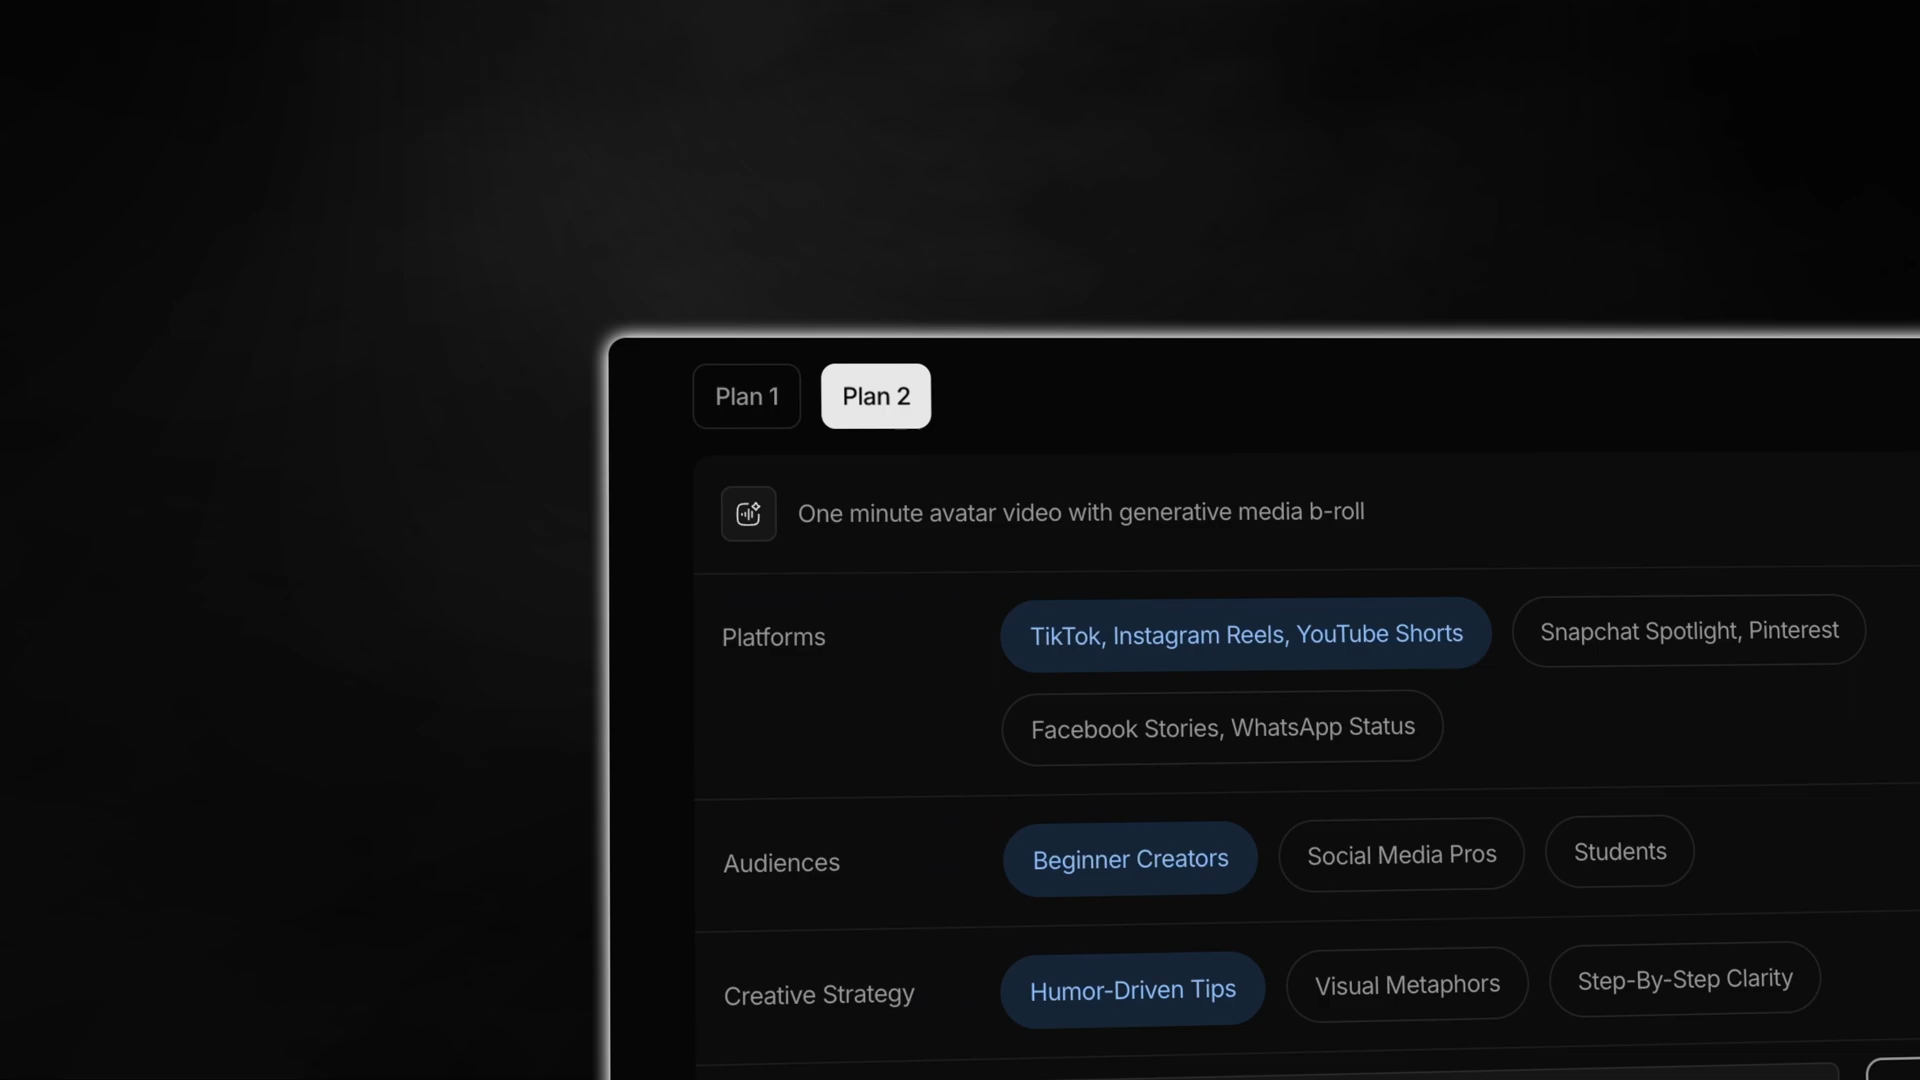 Plan 1 Plan 2
One minute avatar video with generative media b-roll
Platforms TikTok, Instagram Reels, YouTube Shorts Snapchat Spotlight, Pinterest
Facebook Stories, WhatsApp Status
Audiences Beginner Creators Social Media Pros Students
Creative Strategy Humor-Driven Tips Visual Metaphors Step-By-Step Clarity